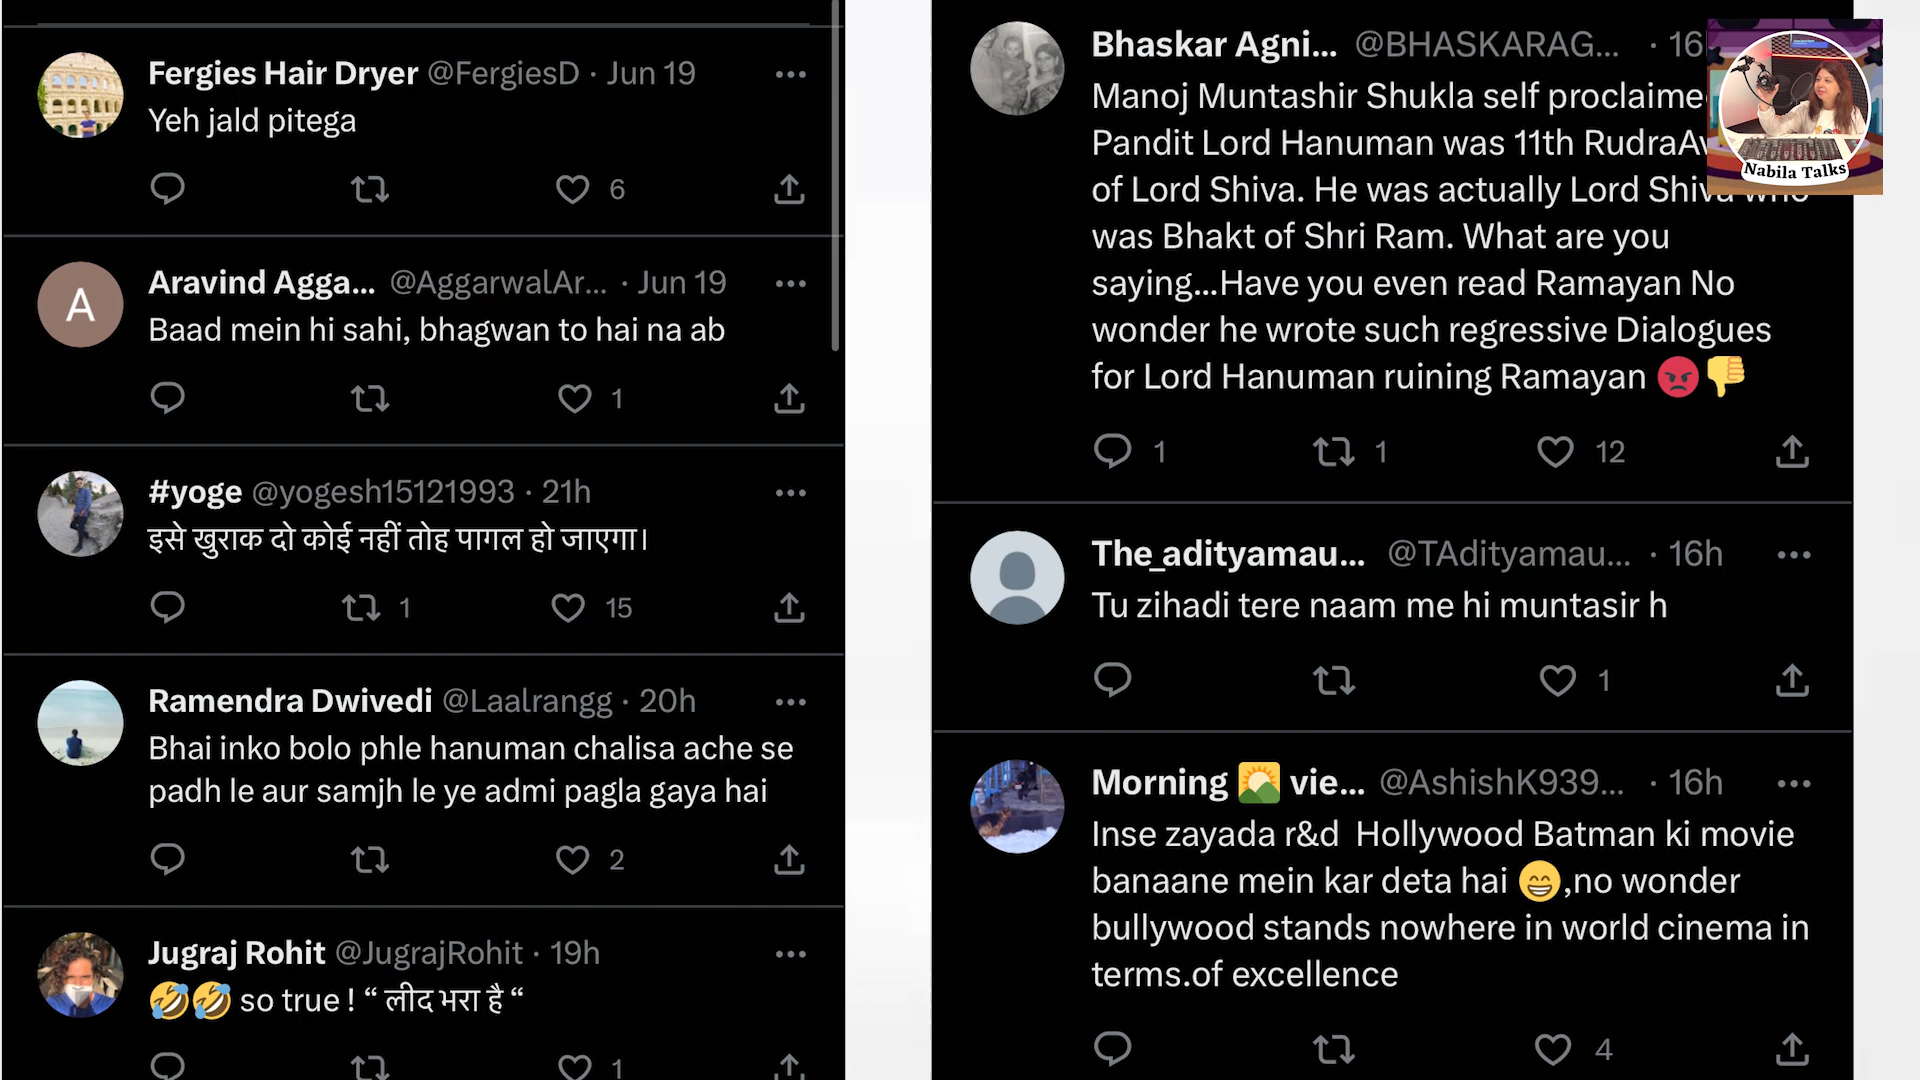 Fergies Hair Dryer @FergiesD · Jun 19
Yeh jald pitega
6
Aravind Agga... @AggarwalAr... · Jun 19
Baad mein hi sahi, bhagwan to hai na ab
1
#yoge @yogesh15121993 · 21h
इसे खुराक दो कोई नहीं तोह पागल हो जाएगा।
1 15
Ramendra Dwivedi @Laalrangg · 20h
Bhai inko bolo phle hanuman chalisa ache se
padh le aur samjh le ye admi pagla gaya hai
2
Jugraj Rohit @JugrajRohit · 19h
🤣🤣 so true ! “ लीद भरा है “
1
Bhaskar Agni... @BHASKARAG... · 16
Manoj Muntashir Shukla self proclaime
Pandit Lord Hanuman was 11th RudraAv
of Lord Shiva. He was actually Lord Shiva who
was Bhakt of Shri Ram. What are you
saying...Have you even read Ramayan No
wonder he wrote such regressive Dialogues
for Lord Hanuman ruining Ramayan 😡👎
1 1 12
The_adityamau... @TAdityamau... · 16h
Tu zihadi tere naam me hi muntasir h
1
Morning 🌄 vie... @AshishK939... · 16h
Inse zayada r&d Hollywood Batman ki movie
banaane mein kar deta hai 😁,no wonder
bullywood stands nowhere in world cinema in
terms.of excellence
4
Nabila Talks
A